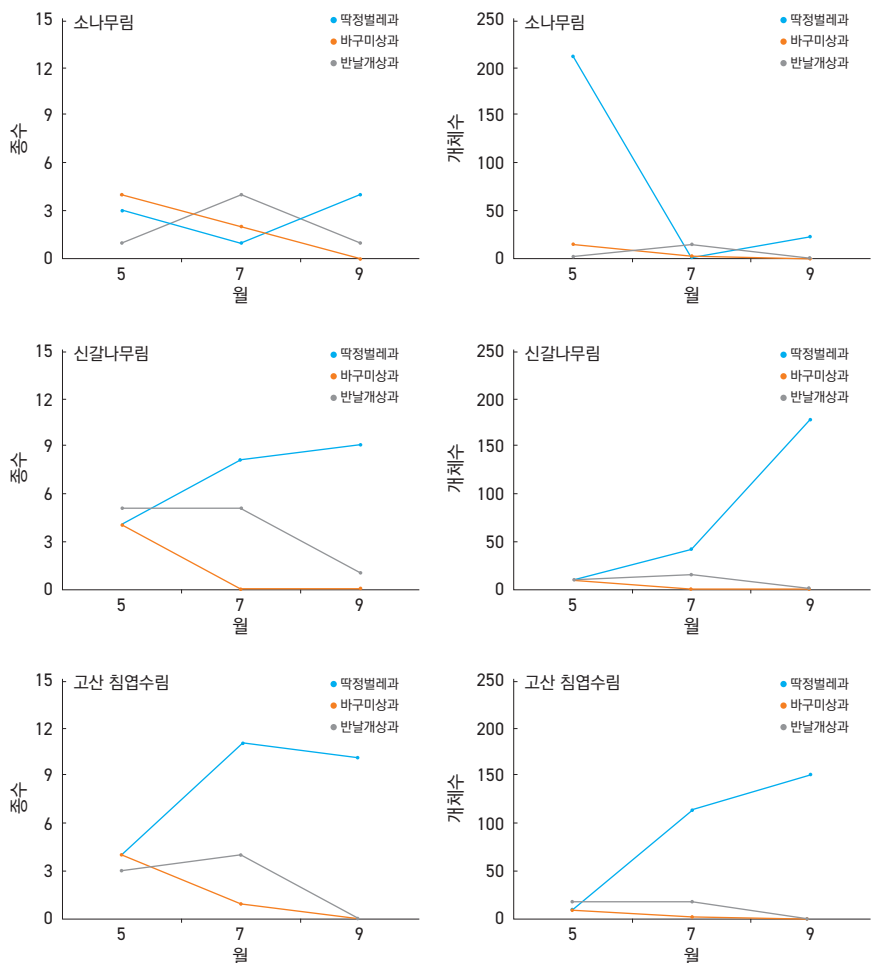 소나무림
딱정벌레과
바구미상과
반날개상과
종수
15
12
9
6
3
0
5 7 9
월
소나무림
딱정벌레과
바구미상과
반날개상과
개체수
250
200
150
100
50
0
5 7 9
월
신갈나무림
딱정벌레과
바구미상과
반날개상과
종수
15
12
9
6
3
0
5 7 9
월
신갈나무림
딱정벌레과
바구미상과
반날개상과
개체수
250
200
150
100
50
0
5 7 9
월
고산 침엽수림
딱정벌레과
바구미상과
반날개상과
종수
15
12
9
6
3
0
5 7 9
월
고산 침엽수림
딱정벌레과
바구미상과
반날개상과
개체수
250
200
150
100
50
0
5 7 9
월